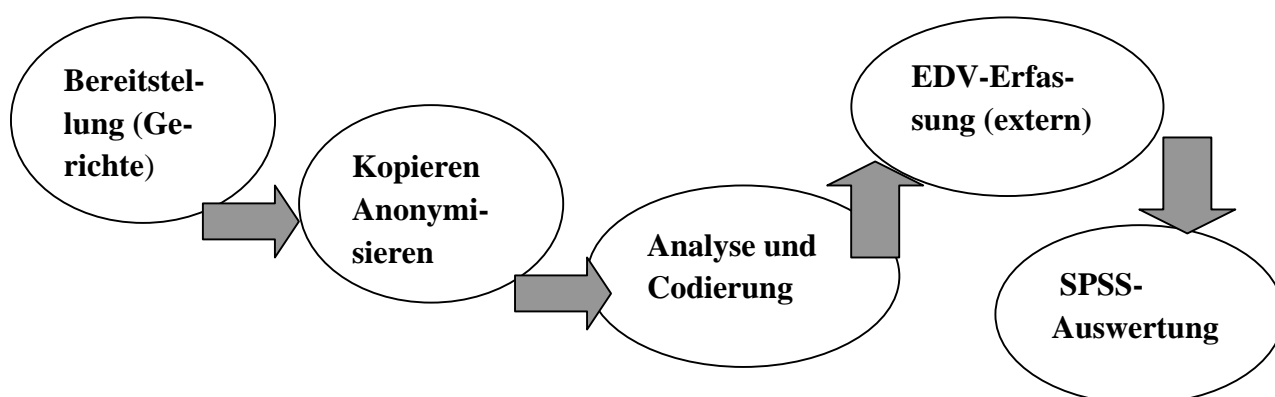 Bereitstel-
lung (Ge-
richte)
Kopieren
Anonymi-
sieren
Analyse und
Codierung
EDV-Erfas-
sung (extern)
SPSS-
Auswertung